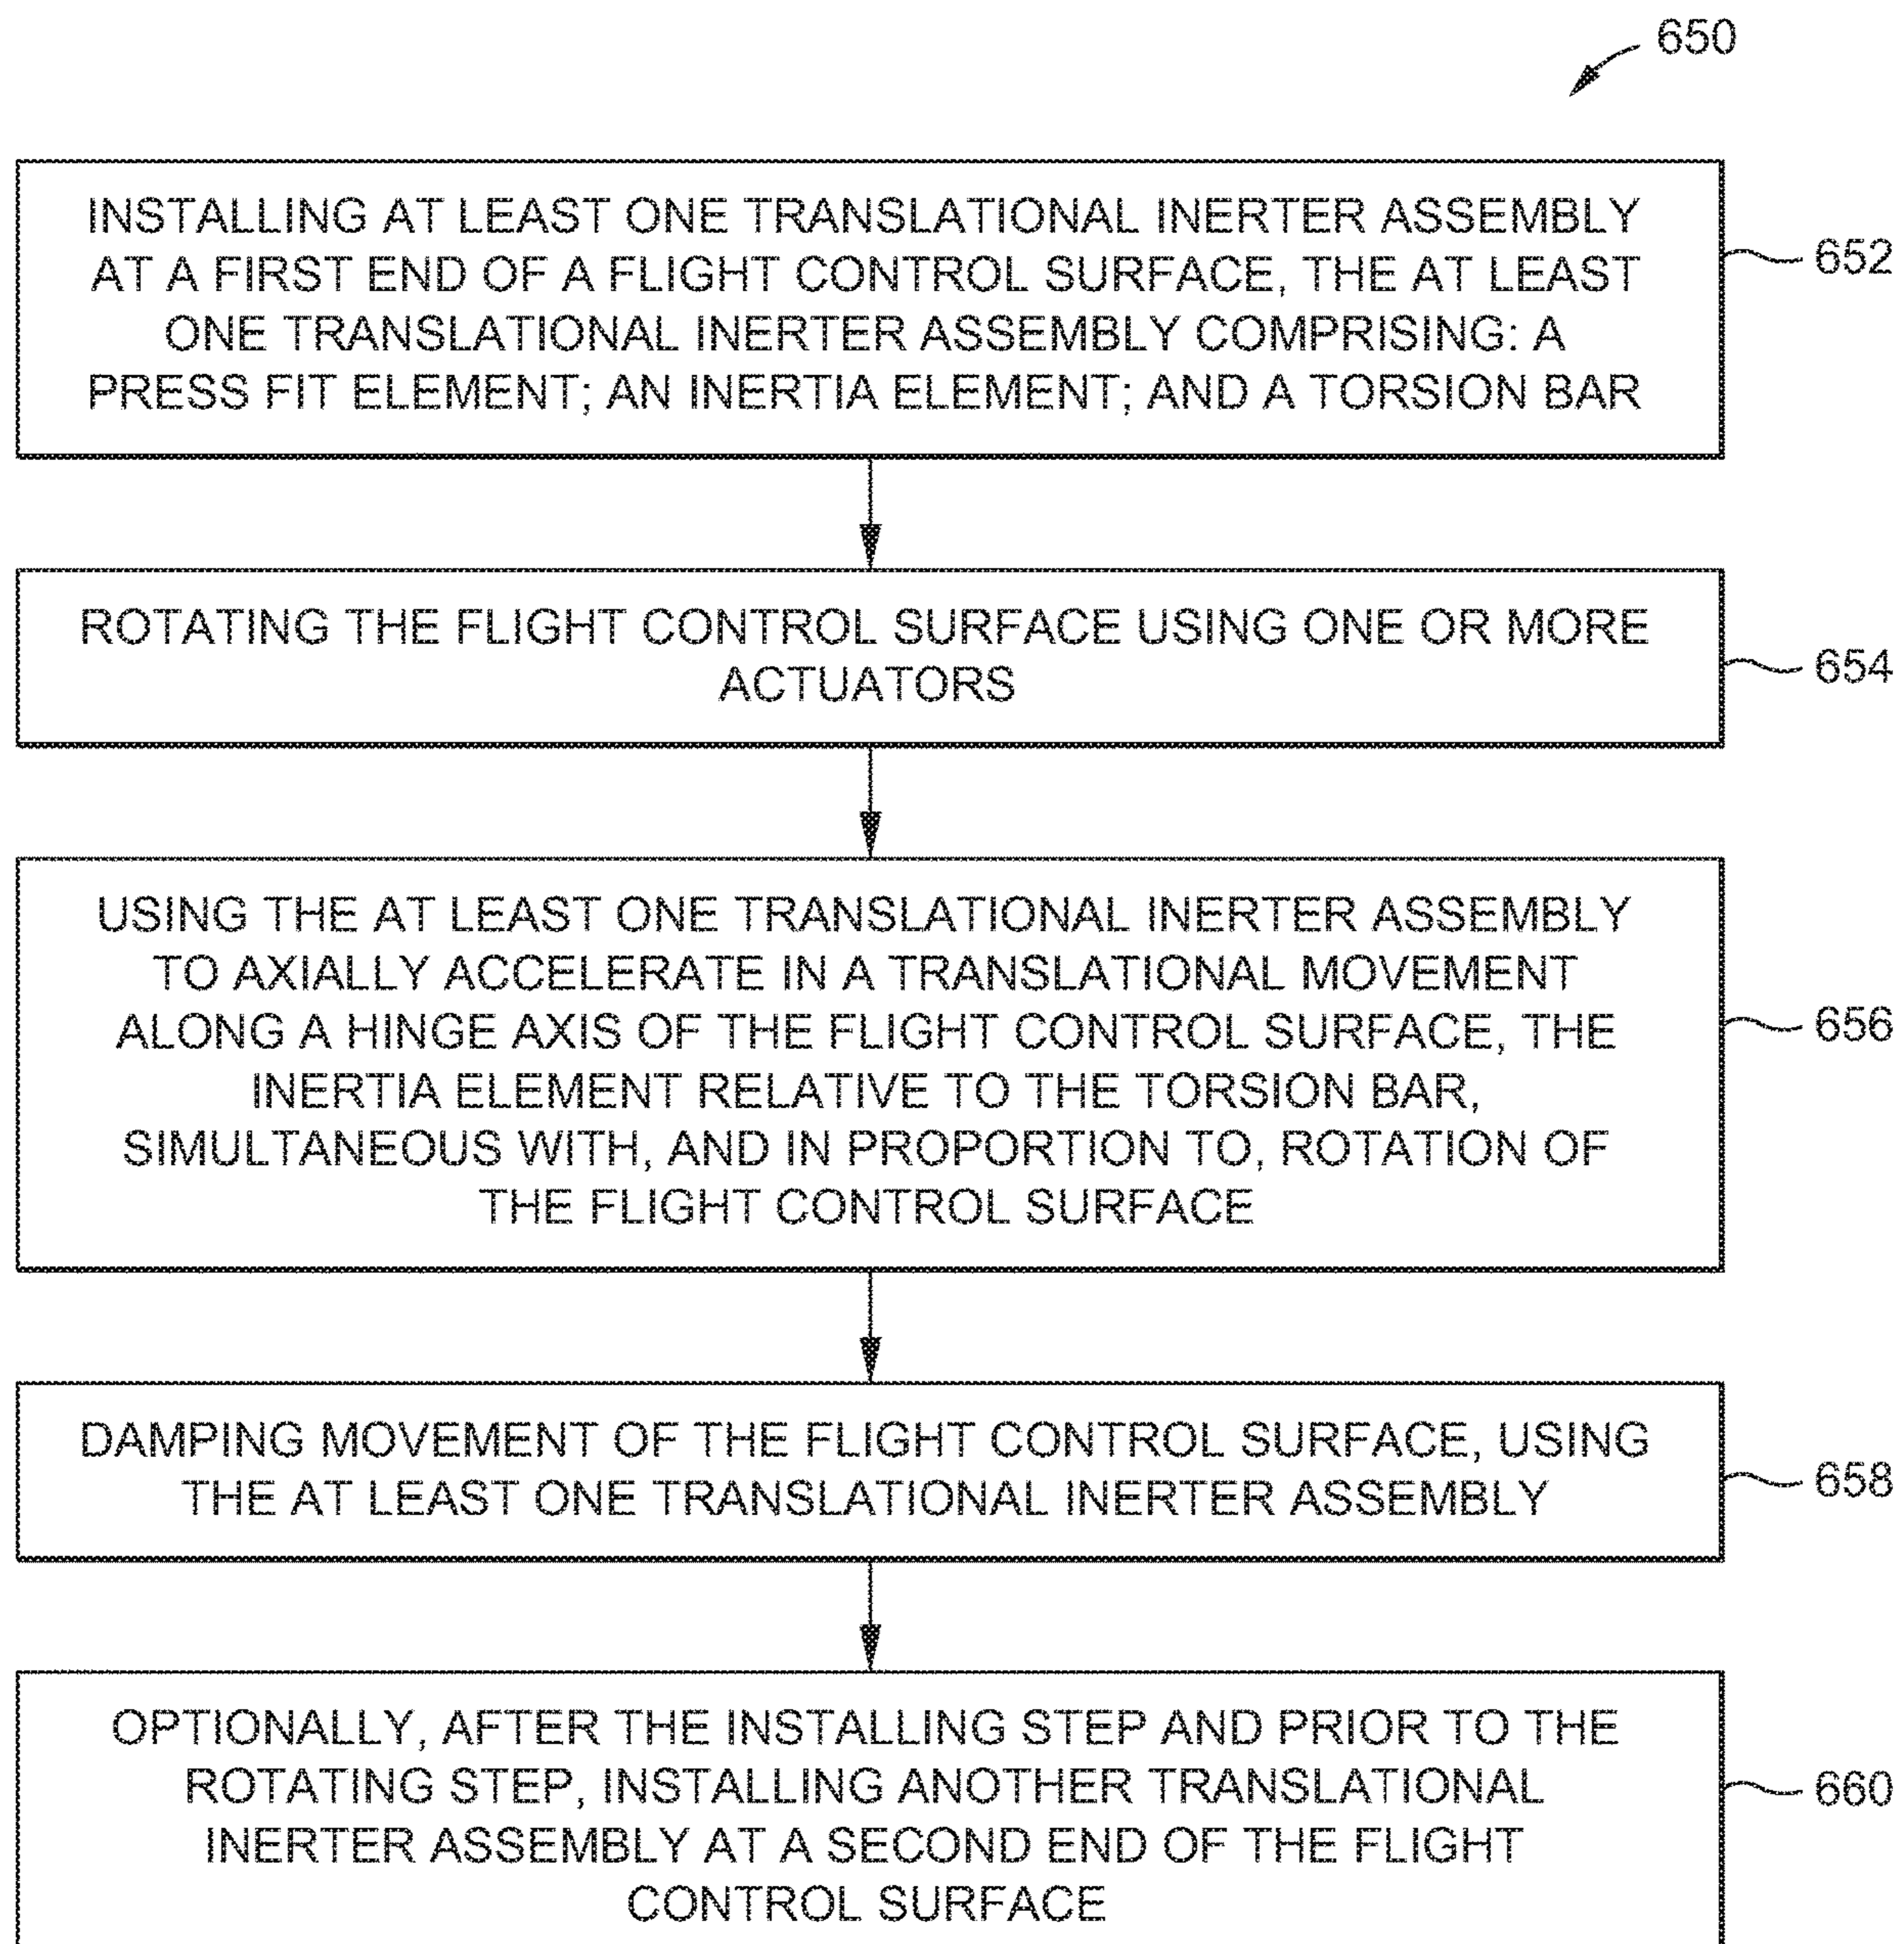 650
INSTALLING AT LEAST ONE TRANSLATIONAL INERTER ASSEMBLY
AT A FIRST END OF A FLIGHT CONTROL SURFACE, THE AT LEAST
ONE TRANSLATIONAL INERTER ASSEMBLY COMPRISING: A
PRESS FIT ELEMENT; AN INERTIA ELEMENT; AND A TORSION BAR
652
ROTATING THE FLIGHT CONTROL SURFACE USING ONE OR MORE
ACTUATORS
654
USING THE AT LEAST ONE TRANSLATIONAL INERTER ASSEMBLY
TO AXIALLY ACCELERATE IN A TRANSLATIONAL MOVEMENT
ALONG A HINGE AXIS OF THE FLIGHT CONTROL SURFACE, THE
INERTIA ELEMENT RELATIVE TO THE TORSION BAR,
SIMULTANEOUS WITH, AND IN PROPORTION TO, ROTATION OF
THE FLIGHT CONTROL SURFACE
656
DAMPING MOVEMENT OF THE FLIGHT CONTROL SURFACE, USING
THE AT LEAST ONE TRANSLATIONAL INERTER ASSEMBLY
658
OPTIONALLY, AFTER THE INSTALLING STEP AND PRIOR TO THE
ROTATING STEP, INSTALLING ANOTHER TRANSLATIONAL
INERTER ASSEMBLY AT A SECOND END OF THE FLIGHT
CONTROL SURFACE
660